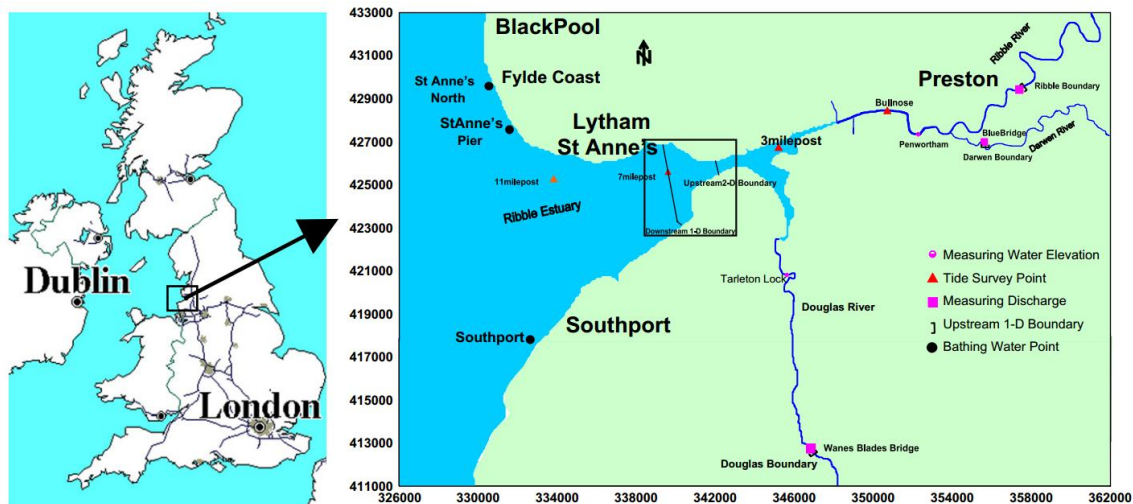 Dublin
London
433000
431000
429000
427000
425000
423000
421000
419000
417000
415000
413000
411000
326000
330000
334000
338000
342000
346000
350000
354000
358000
362000
BlackPool
N
St Anne's
North
Fylde Coast
StAnne's
Pier
Lytham
St Anne's
3milepost
11milepost
7milepost
Upstream2-D Boundary
Ribble Estuary
Downstream 1-D Boundary
Preston
Ribble River
Ribble Boundary
Bullnose
BlueBridge
Penwortham
Darwen Boundary
Darwen River
Tarleton Lock
Douglas River
Southport
Southport
Wanes Blades Bridge
Douglas Boundary
Measuring Water Elevation
Tide Survey Point
Measuring Discharge
Upstream 1-D Boundary
Bathing Water Point